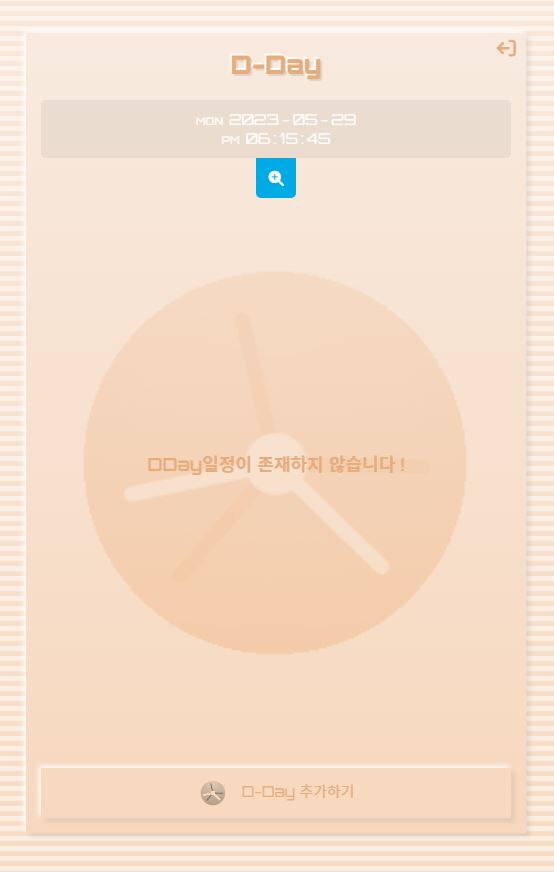 D-Day
MON 2023-05-29
PM 06:15:45
DDay일정이 존재하지 않습니다 !
D-Day 추가하기